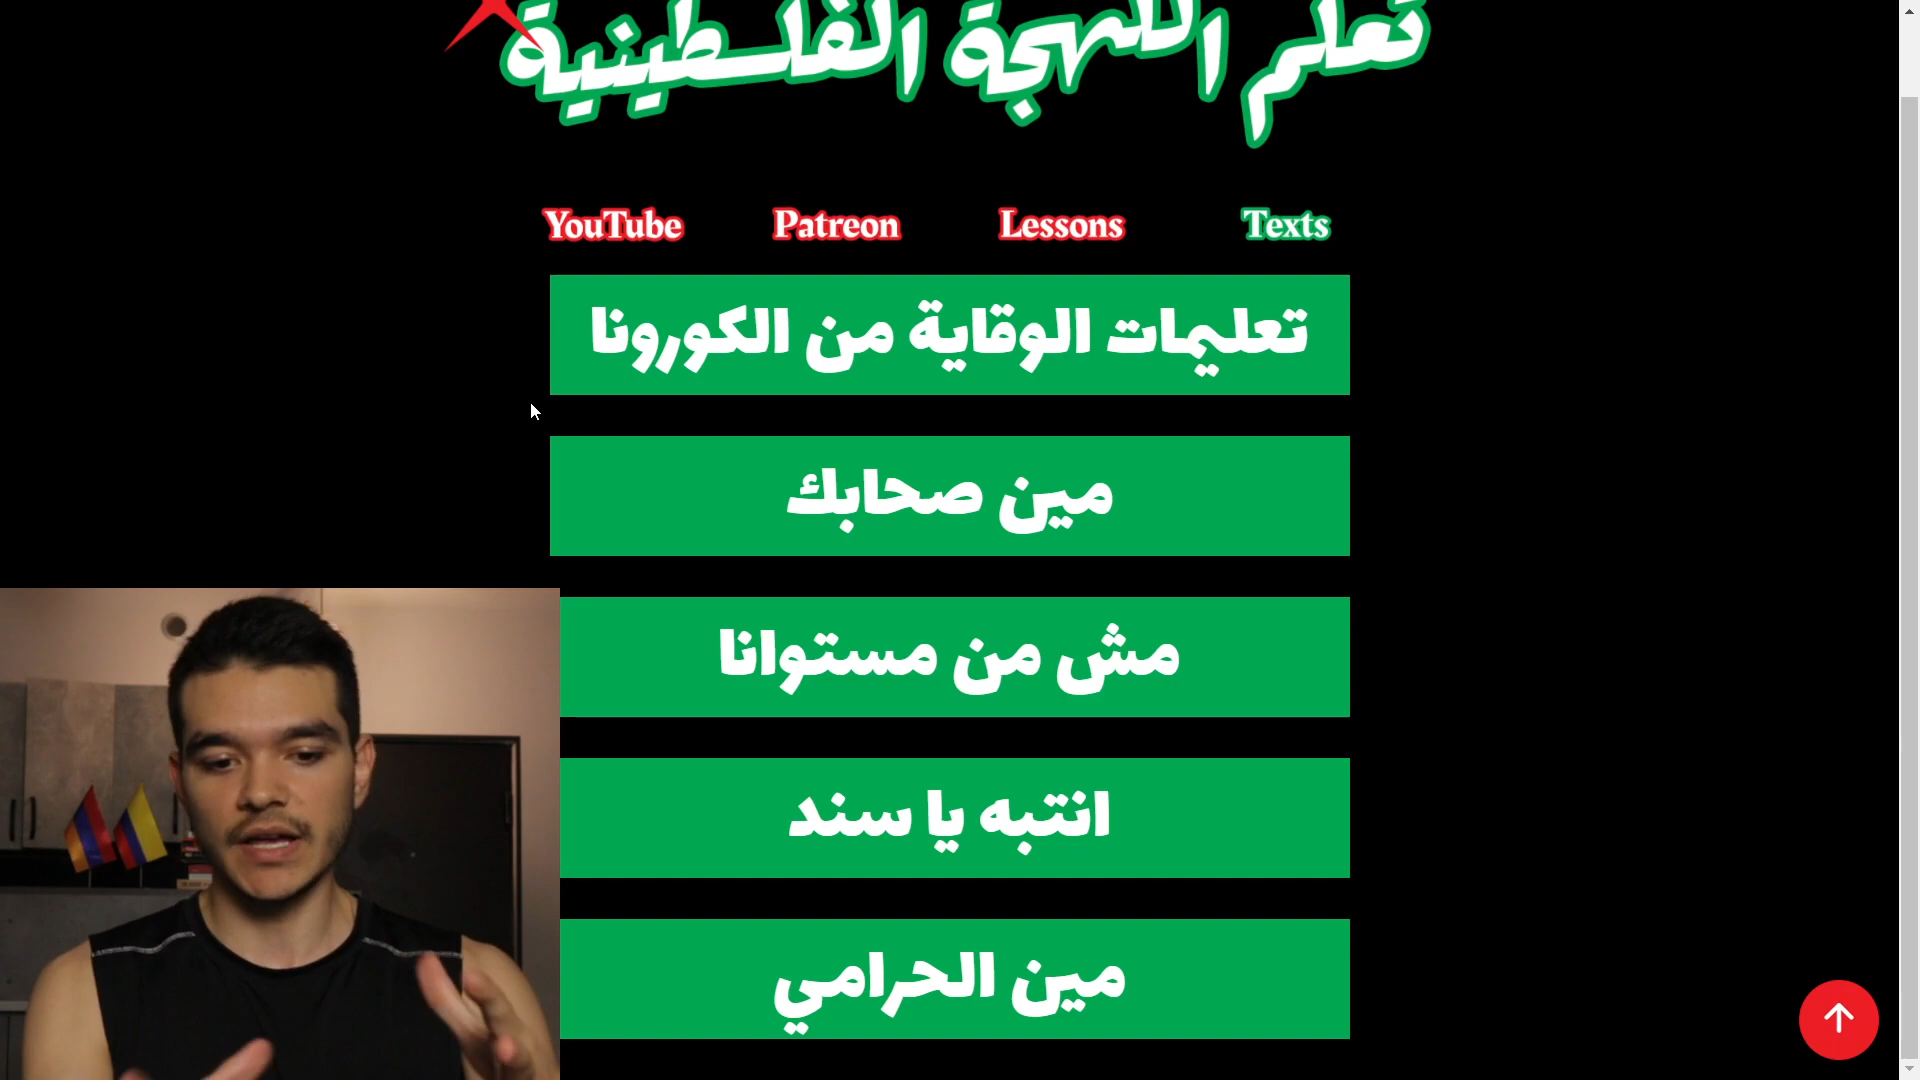 تعلم اللهجة الفلسطينية
YouTube Patreon Lessons Texts
تعليمات الوقاية من الكورونا
مين صحابك
مش من مستوانا
انتبه يا سند
مين الحرامي